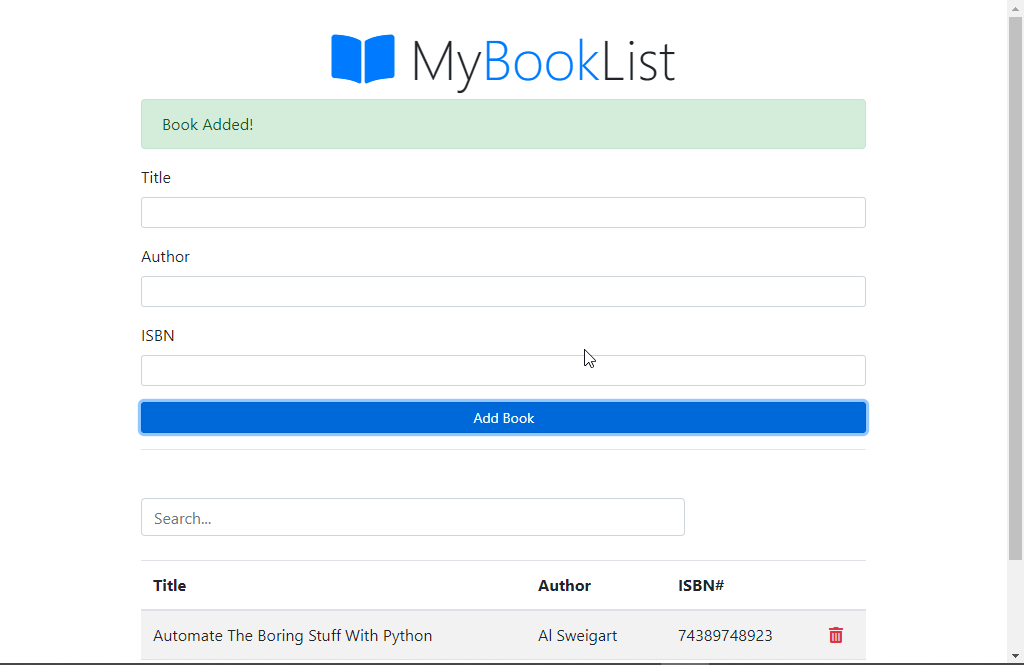 MyBookList
Book Added!
Title
Author
ISBN
Add Book
Search...
Title Author ISBN#
Automate The Boring Stuff With Python Al Sweigart 74389748923